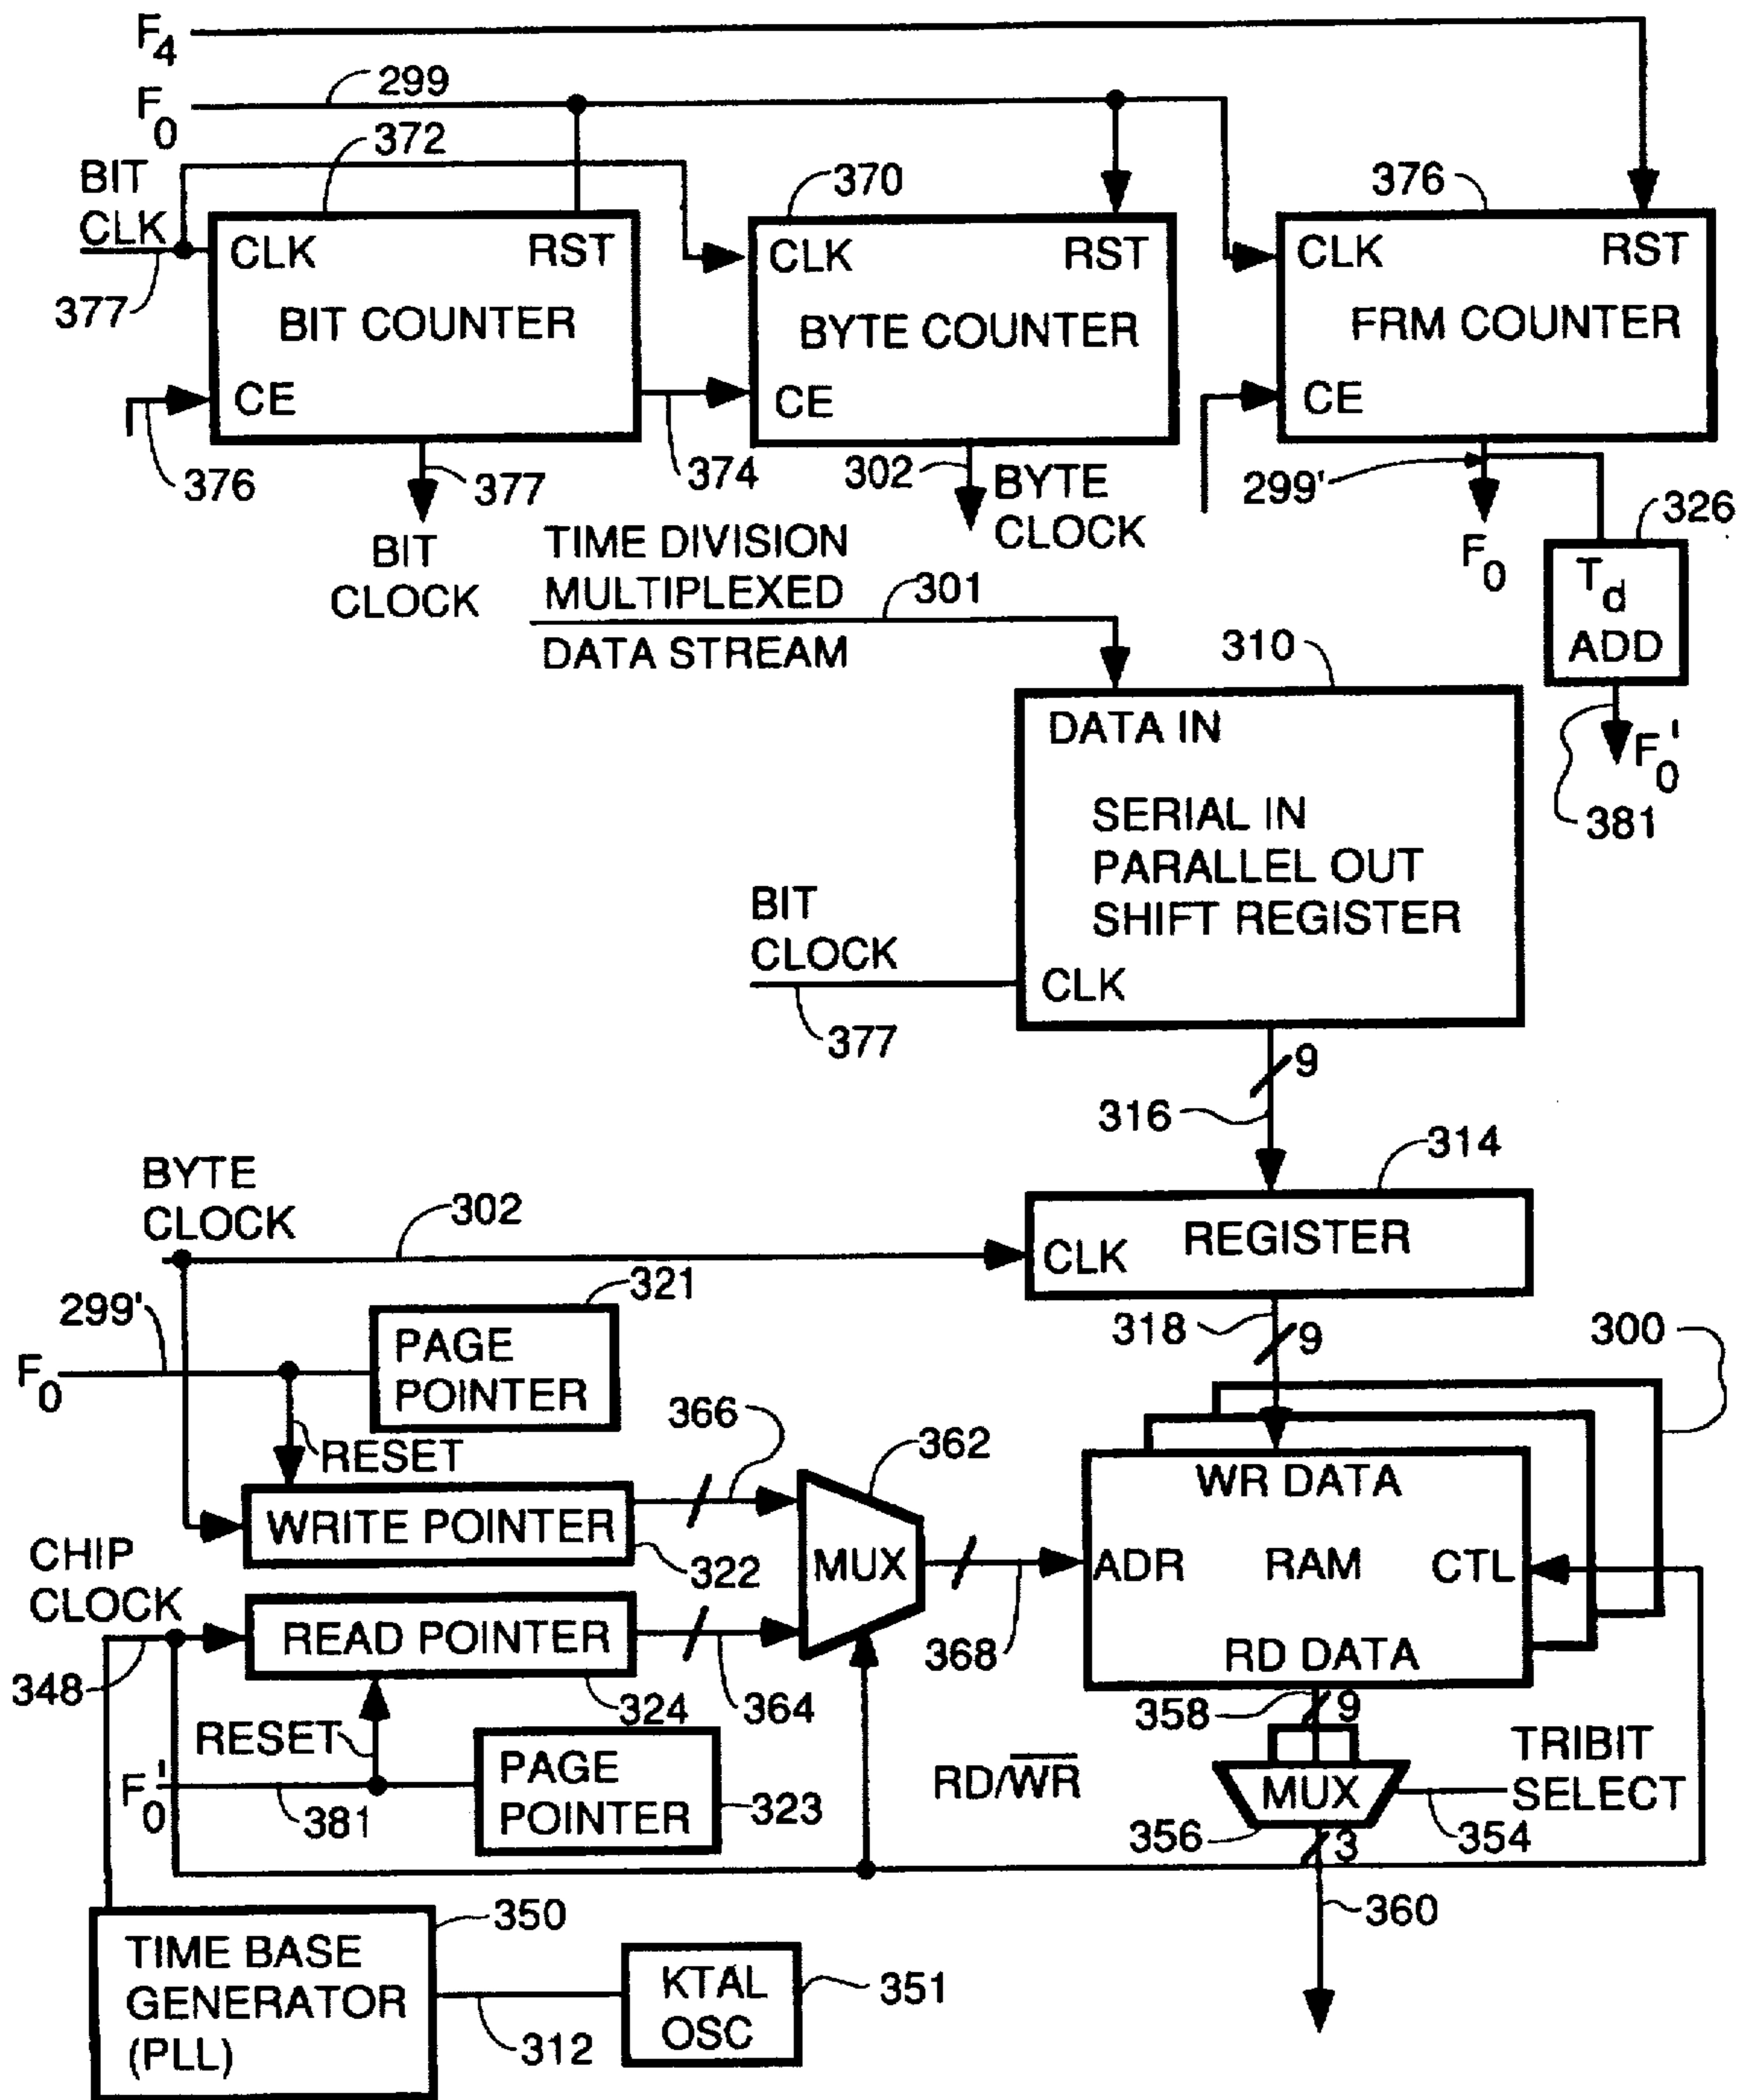 F4
F0
299
372
BIT
CLK
377
CLK
RST
BIT COUNTER
CE
376
377
BIT
CLOCK
374
370
CLK
RST
BYTE COUNTER
CE
302
BYTE
CLOCK
376
CLK
RST
FRM COUNTER
CE
299'
F0
326
Td
ADD
F0'
381
TIME DIVISION
MULTIPLEXED
DATA STREAM
301
310
DATA IN
SERIAL IN
PARALLEL OUT
SHIFT REGISTER
CLK
BIT
CLOCK
377
9
316
314
BYTE
CLOCK
302
CLK
REGISTER
318
9
300
299'
F0
321
PAGE
POINTER
RESET
366
362
WRITE POINTER
322
CHIP
CLOCK
MUX
WR DATA
ADR
RAM
CTL
RD DATA
READ POINTER
348
324
364
368
358
9
RESET
F0'
381
PAGE
POINTER
323
RD/W̅R̅
MUX
TRIBIT
SELECT
356
354
3
360
350
TIME BASE
GENERATOR
(PLL)
312
KTAL
OSC
351